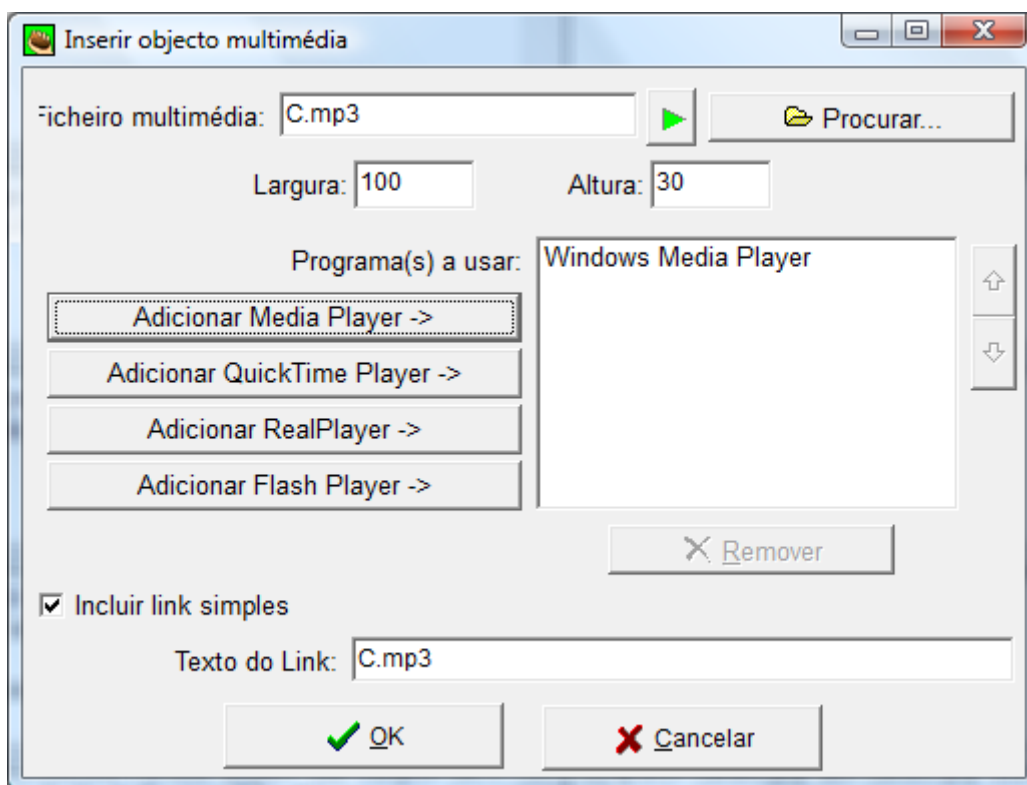 Inserir objecto multimédia
Ficheiro multimédia: C.mp3 Procurar...
Largura: 100 Altura: 30
Programa(s) a usar: Windows Media Player
Adicionar Media Player ->
Adicionar QuickTime Player ->
Adicionar RealPlayer ->
Adicionar Flash Player ->
Remover
Incluir link simples
Texto do Link: C.mp3
OK Cancelar